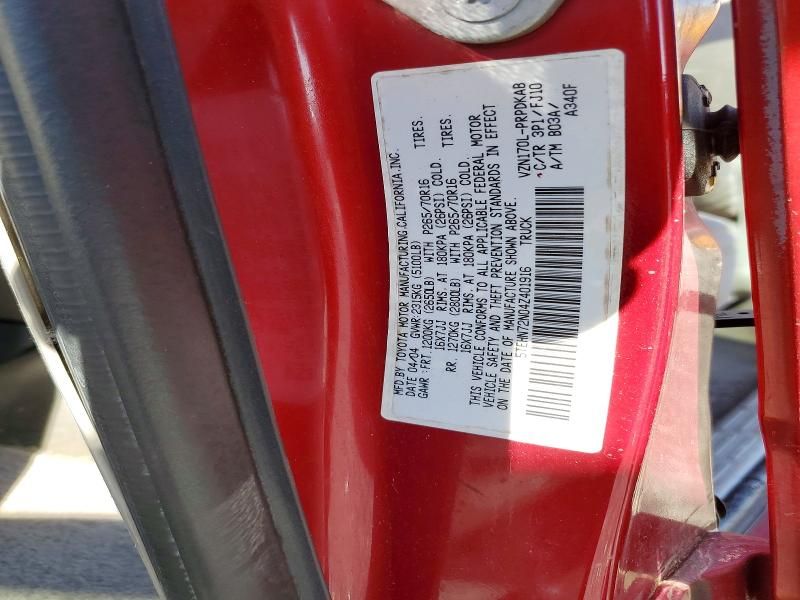 MFD.BY TOYOTA MOTOR MANUFACTURING,CALIFORNIA.INC.
DATE 04/04 GVWR:2315KG (5100LB)
GAWR :FRT.1200KG (2650LB) WITH P265/70R16 TIRES.
16X7JJ RIMS. AT 180KPA (26PSI) COLD.
RR. 1270KG (2800LB) WITH P265/70R16 TIRES.
16X7JJ RIMS. AT 180KPA (26PSI) COLD.
THIS VEHICLE CONFORMS TO ALL APPLICABLE FEDERAL MOTOR
VEHICLE SAFETY AND THEFT PREVENTION STANDARDS IN EFFECT
ON THE DATE OF MANUFACTURE SHOWN ABOVE.
5TEHN72N04Z401916 TRUCK
VZN170L-PRPDKAB
*C/TR 3P1/FJ10
A/TM B03A/
A340F